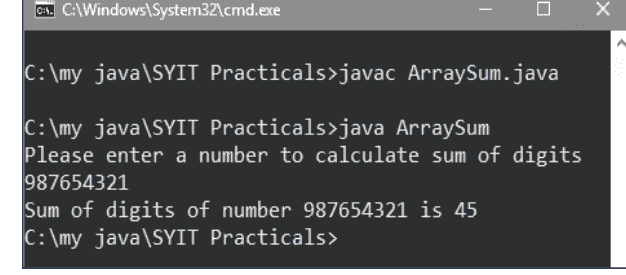 C:\Windows\System32\cmd.exe
C:\my java\SYIT Practicals>javac ArraySum.java
C:\my java\SYIT Practicals>java ArraySum
Please enter a number to calculate sum of digits
987654321
Sum of digits of number 987654321 is 45
C:\my java\SYIT Practicals>